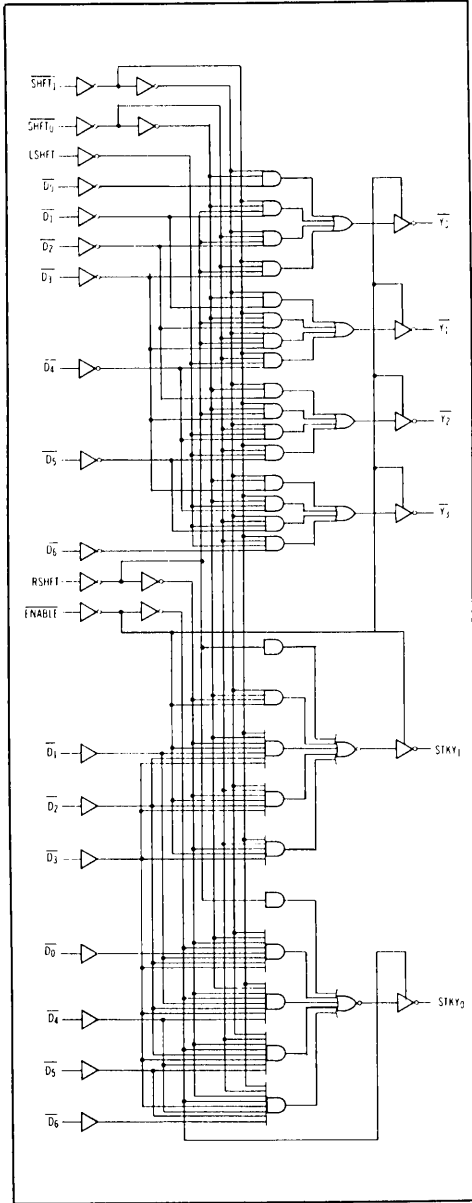 SHFT1
SHFT0
LSHFT
D0
D1
Y0
D2
D3
Y1
D4
Y2
D5
Y3
D6
RSHFT
ENABLE
STKY1
D1
D2
D3
D0
D4
STKY0
D5
D6